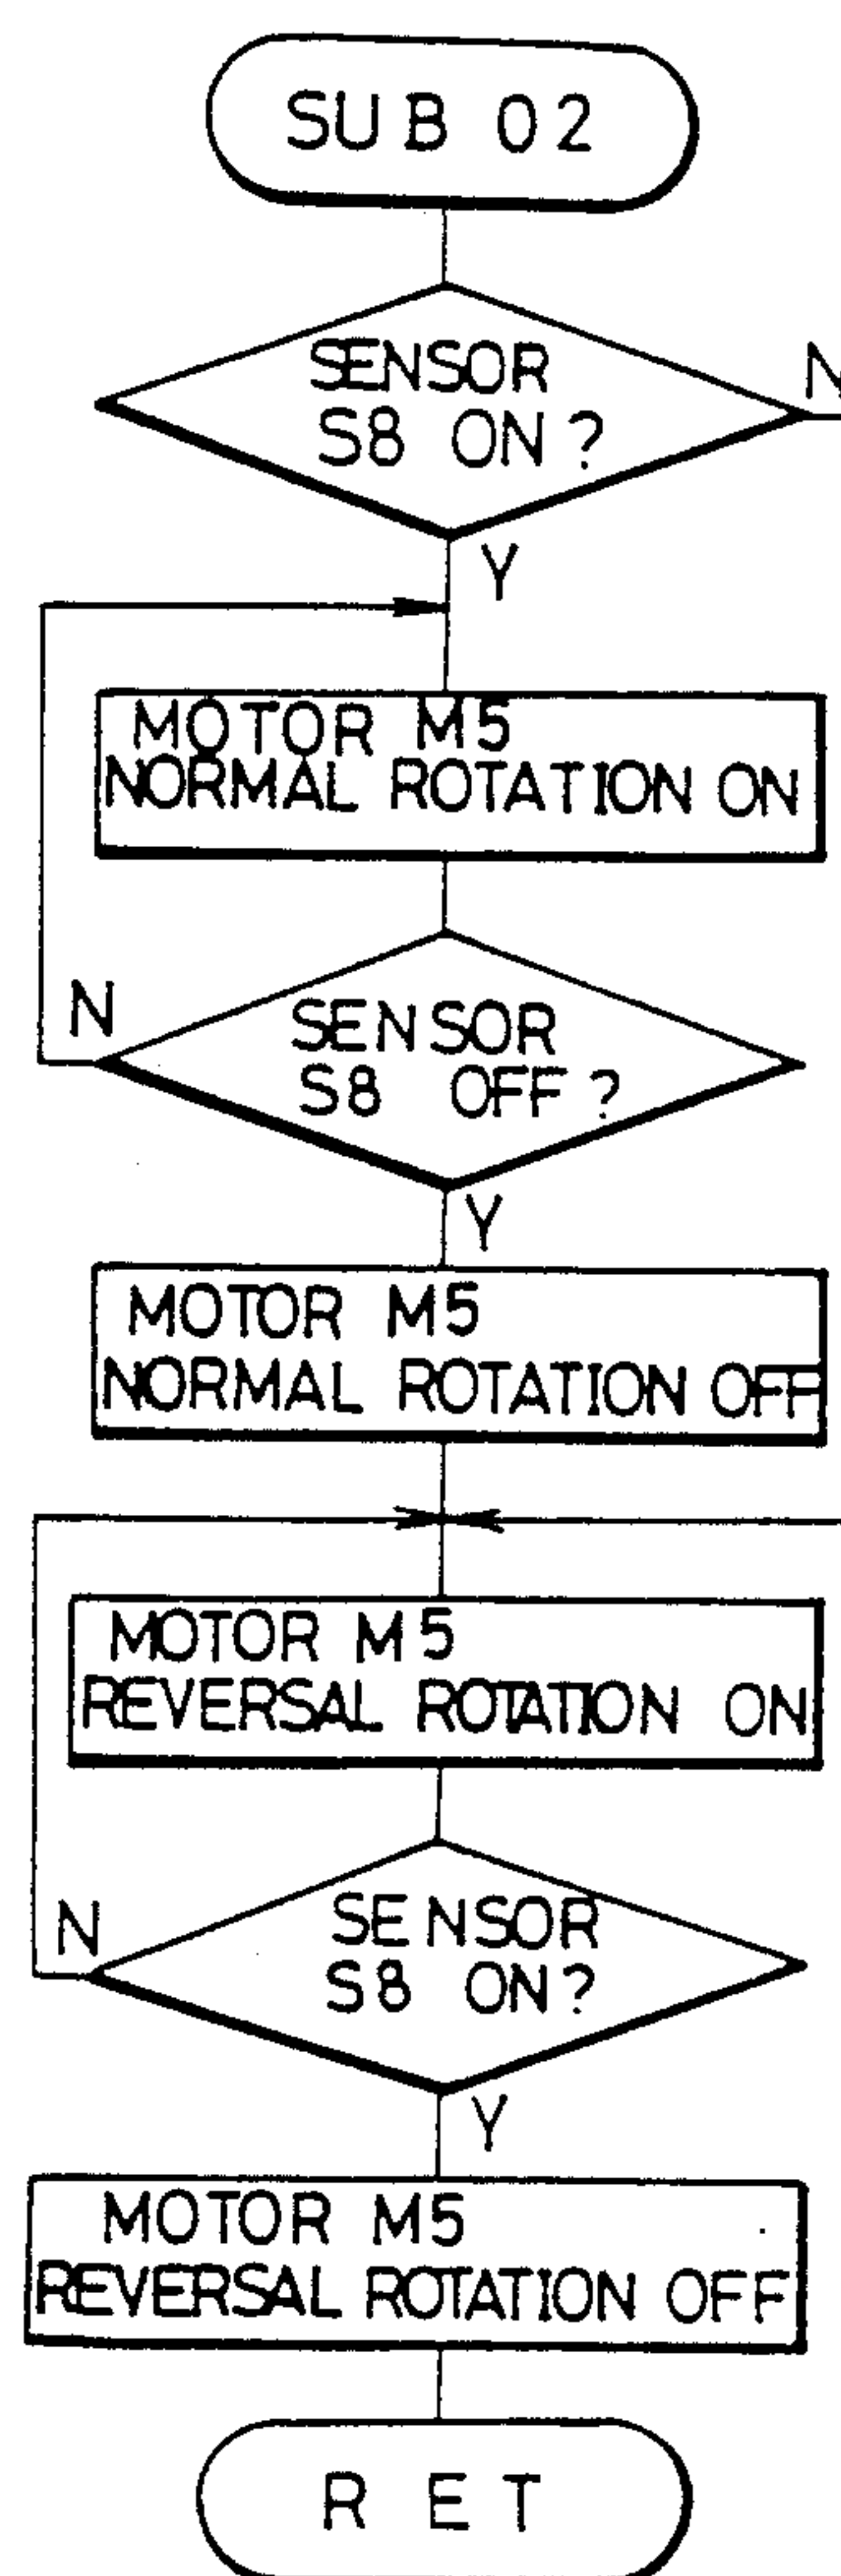 SUB 02
SENSOR
S8 ON?
N
Y
MOTOR M5
NORMAL ROTATION ON
N
SENSOR
S8 OFF?
Y
MOTOR M5
NORMAL ROTATION OFF
MOTOR M5
REVERSAL ROTATION ON
N
SENSOR
S8 ON?
Y
MOTOR M5
REVERSAL ROTATION OFF
RET